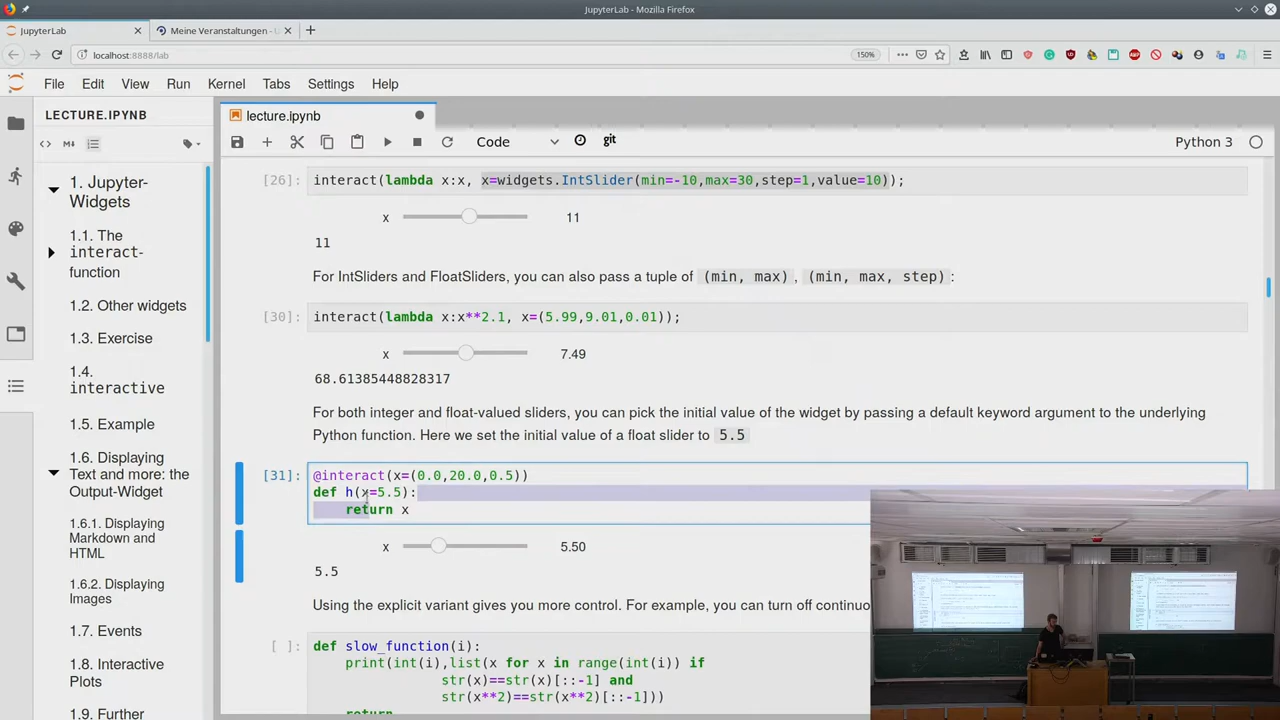 JupyterLab - Mozilla Firefox
JupyterLab
Meine Veranstaltungen -
localhost:8888/lab
150%
File Edit View Run Kernel Tabs Settings Help
LECTURE.IPYNB
1. Jupyter-
Widgets
1.1. The
interact-
function
1.2. Other widgets
1.3. Exercise
1.4.
interactive
1.5. Example
1.6. Displaying
Text and more: the
Output-Widget
1.6.1. Displaying
Markdown and
HTML
1.6.2. Displaying
Images
1.7. Events
1.8. Interactive
Plots
1.9. Further
lecture.ipynb
Code
git
Python 3
[26]: interact(lambda x:x, x=widgets.IntSlider(min=-10,max=30,step=1,value=10));
x 11
11
For IntSliders and FloatSliders, you can also pass a tuple of (min, max), (min, max, step):
[30]: interact(lambda x:x**2.1, x=(5.99,9.01,0.01));
x 7.49
68.61385448828317
For both integer and float-valued sliders, you can pick the initial value of the widget by passing a default keyword argument to the underlying
Python function. Here we set the initial value of a float slider to 5.5
[31]: @interact(x=(0.0,20.0,0.5))
def h(x=5.5):
return x
x 5.50
5.5
Using the explicit variant gives you more control. For example, you can turn off continuo
[ ]: def slow_function(i):
print(int(i),list(x for x in range(int(i)) if
str(x)==str(x)[::-1] and
str(x**2)==str(x**2)[::-1]))
return